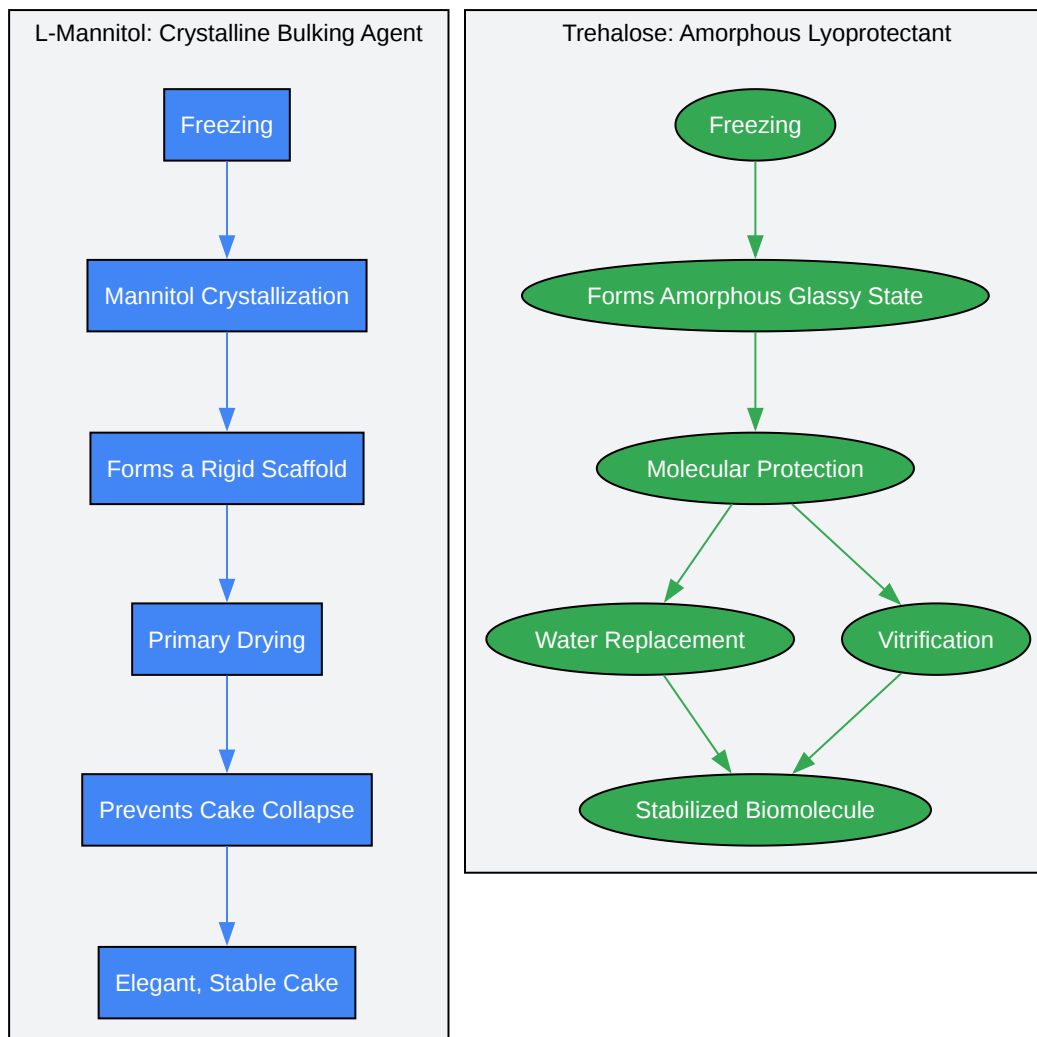 L-Mannitol: Crystalline Bulking Agent
Freezing
Mannitol Crystallization
Forms a Rigid Scaffold
Primary Drying
Prevents Cake Collapse
Elegant, Stable Cake
Trehalose: Amorphous Lyoprotectant
Freezing
Forms Amorphous Glassy State
Molecular Protection
Water Replacement
Vitrification
Stabilized Biomolecule